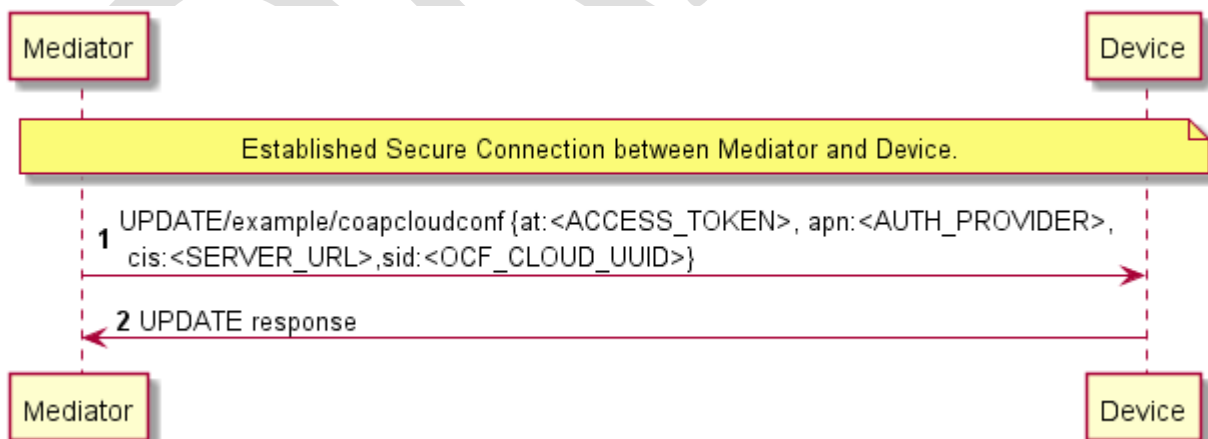 Mediator
Device
Established Secure Connection between Mediator and Device.
1 UPDATE/example/coapcloudconf {at:<ACCESS_TOKEN>, apn:<AUTH_PROVIDER>,
cis:<SERVER_URL>,sid:<OCF_CLOUD_UUID>}
2 UPDATE response
Mediator
Device